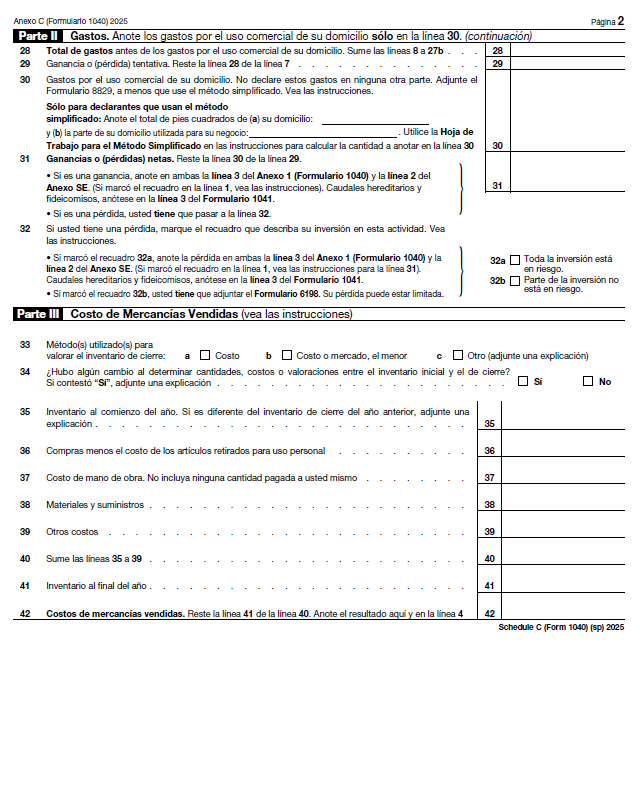 Anexo C (Formulario 1040) 2025 Página 2
Parte II Gastos. Anote los gastos por el uso comercial de su domicilio sólo en la línea 30. (continuación)
28 Total de gastos antes de los gastos por el uso comercial de su domicilio. Sume las líneas 8 a 27b . . . 28
29 Ganancia o (pérdida) tentativa. Reste la línea 28 de la línea 7 . . . . . . . . . . . . . 29
30 Gastos por el uso comercial de su domicilio. No declare estos gastos en ninguna otra parte. Adjunte el
Formulario 8829, a menos que use el método simplificado. Vea las instrucciones.
Sólo para declarantes que usan el método
simplificado: Anote el total de pies cuadrados de (a) su domicilio:
y (b) la parte de su domicilio utilizada para su negocio: . Utilice la Hoja de
Trabajo para el Método Simplificado en las instrucciones para calcular la cantidad a anotar en la línea 30 30
31 Ganancias o (pérdidas) netas. Reste la línea 30 de la línea 29.
• Si es una ganancia, anote en ambas la línea 3 del Anexo 1 (Formulario 1040) y la línea 2 del
Anexo SE. (Si marcó el recuadro en la línea 1, vea las instrucciones). Caudales hereditarios y
fideicomisos, anótese en la línea 3 del Formulario 1041.
31
• Si es una pérdida, usted tiene que pasar a la línea 32.
32 Si usted tiene una pérdida, marque el recuadro que describa su inversión en esta actividad. Vea
las instrucciones.
• Si marcó el recuadro 32a, anote la pérdida en ambas la línea 3 del Anexo 1 (Formulario 1040) y la
línea 2 del Anexo SE. (Si marcó el recuadro en la línea 1, vea las instrucciones para la línea 31).
Caudales hereditarios y fideicomisos, anótese en la línea 3 del Formulario 1041.
• Si marcó el recuadro 32b, usted tiene que adjuntar el Formulario 6198. Su pérdida puede estar limitada.
32a Toda la inversión está
en riesgo.
32b Parte de la inversión no
está en riesgo.
Parte III Costo de Mercancías Vendidas (vea las instrucciones)
33 Método(s) utilizado(s) para
valorar el inventario de cierre: a Costo b Costo o mercado, el menor c Otro (adjunte una explicación)
34 ¿Hubo algún cambio al determinar cantidades, costos o valoraciones entre el inventario inicial y el de cierre?
Si contestó “Sí”, adjunte una explicación . . . . . . . . . . . . . . . . . . . . . . Sí No
35 Inventario al comienzo del año. Si es diferente del inventario de cierre del año anterior, adjunte una
explicación . . . . . . . . . . . . . . . . . . . . . . . . . . . 35
36 Compras menos el costo de los artículos retirados para uso personal . . . . . . . . . 36
37 Costo de mano de obra. No incluya ninguna cantidad pagada a usted mismo . . . . . . . . 37
38 Materiales y suministros . . . . . . . . . . . . . . . . . . . . . . . 38
39 Otros costos . . . . . . . . . . . . . . . . . . . . . . . . . . 39
40 Sume las líneas 35 a 39 . . . . . . . . . . . . . . . . . . . . . . . 40
41 Inventario al final del año . . . . . . . . . . . . . . . . . . . . . . . 41
42 Costos de mercancías vendidas. Reste la línea 41 de la línea 40. Anote el resultado aquí y en la línea 4 42
Schedule C (Form 1040) (sp) 2025